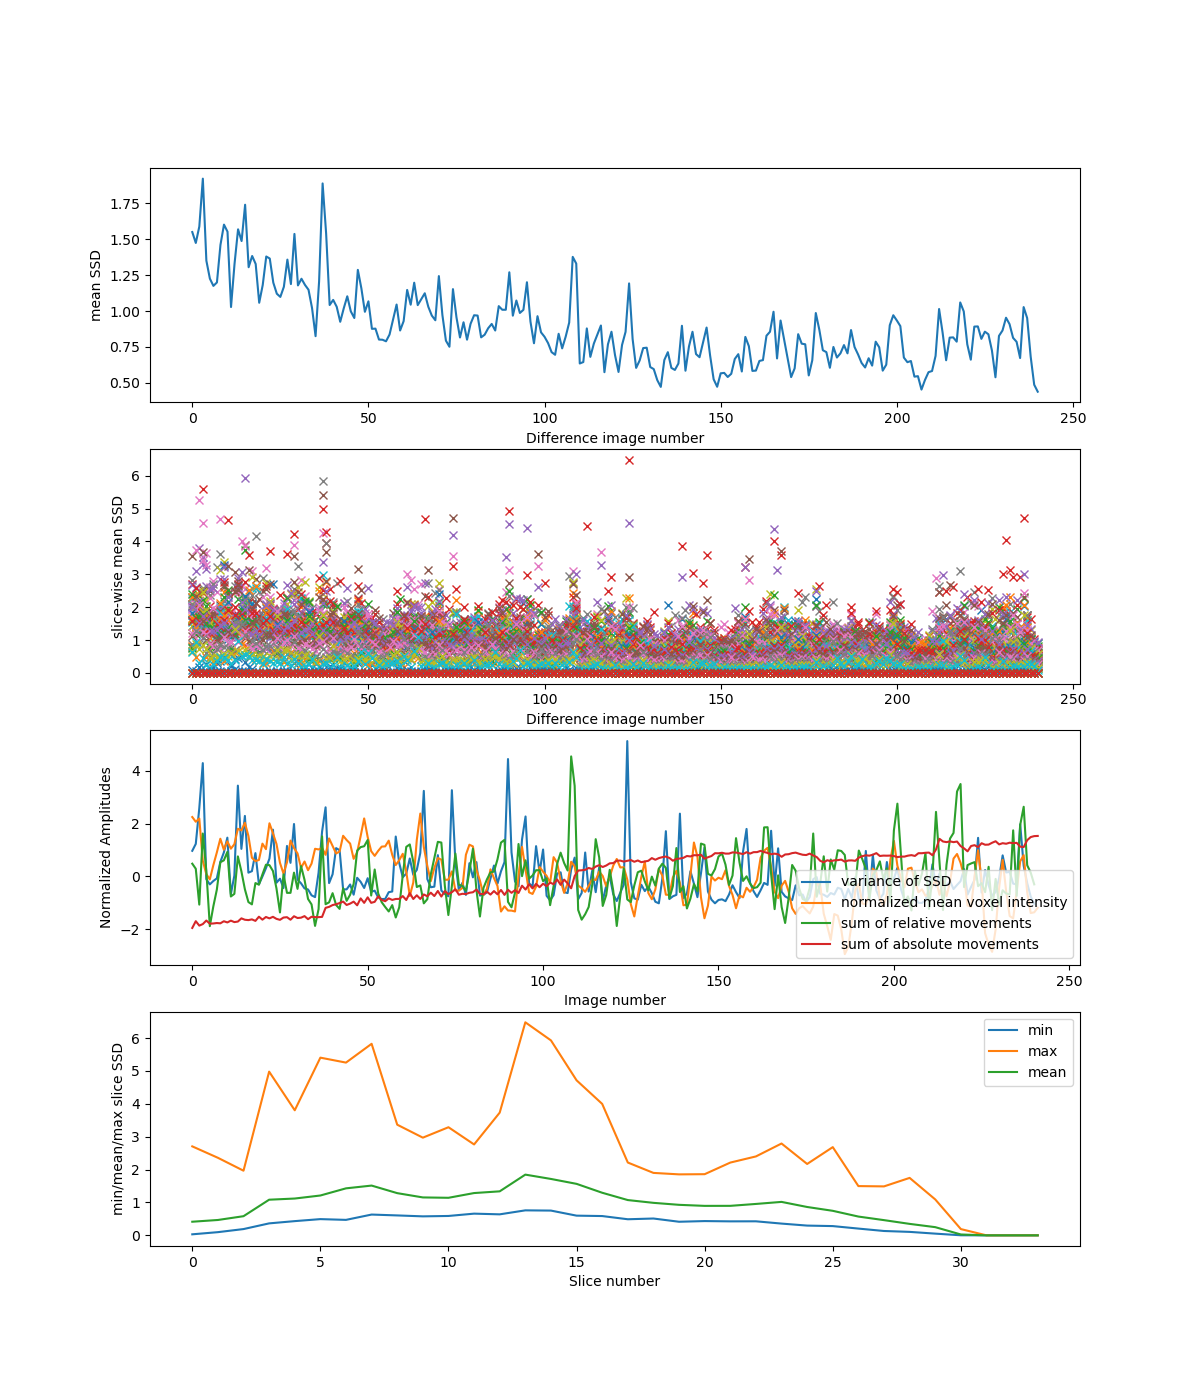 1.75
1.50
1.25
1.00
0.75
0.50
mean SSD
0 50 100 150 200 250
Difference image number
6
5
4
3
2
1
0
slice-wise mean SSD
0 50 100 150 200 250
Difference image number
4
2
0
−2
Normalized Amplitudes
variance of SSD
normalized mean voxel intensity
sum of relative movements
sum of absolute movements
0 50 100 150 200 250
Image number
6
5
4
3
2
1
0
min/mean/max slice SSD
min
max
mean
0 5 10 15 20 25 30
Slice number